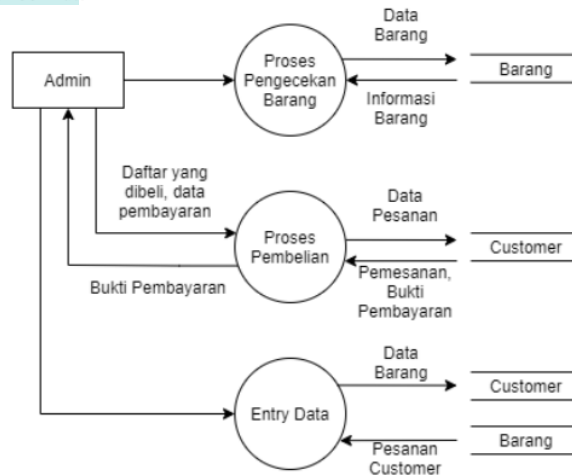 Data
Barang
Admin
Proses
Pengecekan
Barang
Barang
Informasi
Barang
Daftar yang
dibeli, data
pembayaran
Data
Pesanan
Proses
Pembelian
Customer
Bukti Pembayaran
Pemesanan,
Bukti
Pembayaran
Data
Barang
Customer
Entry Data
Barang
Pesanan
Customer